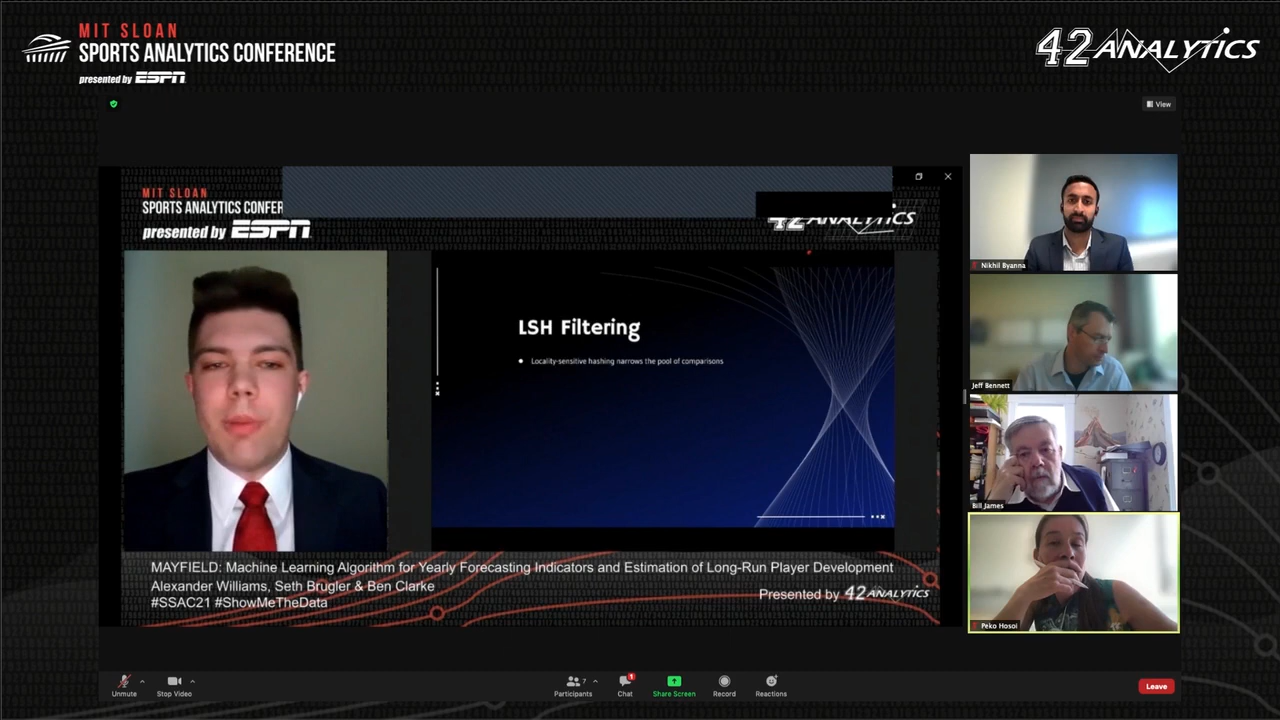 MIT SLOAN
SPORTS ANALYTICS CONFERENCE
presented by ESPN
42 ANALYTICS
View
MIT SLOAN
SPORTS ANALYTICS CONFER
presented by ESPN
42 ANALYTICS
LSH Filtering
Locality-sensitive hashing narrows the pool of comparisons
Nikhil Byanna
Jeff Bennett
Bill James
Peko Hosoi
MAYFIELD: Machine Learning Algorithm for Yearly Forecasting Indicators and Estimation of Long-Run Player Development
Alexander Williams, Seth Brugler & Ben Clarke
#SSAC21 #ShowMeTheData
Presented by 42 ANALYTICS
Unmute
Stop Video
Participants
7
Chat
1
Share Screen
Record
Reactions
Leave